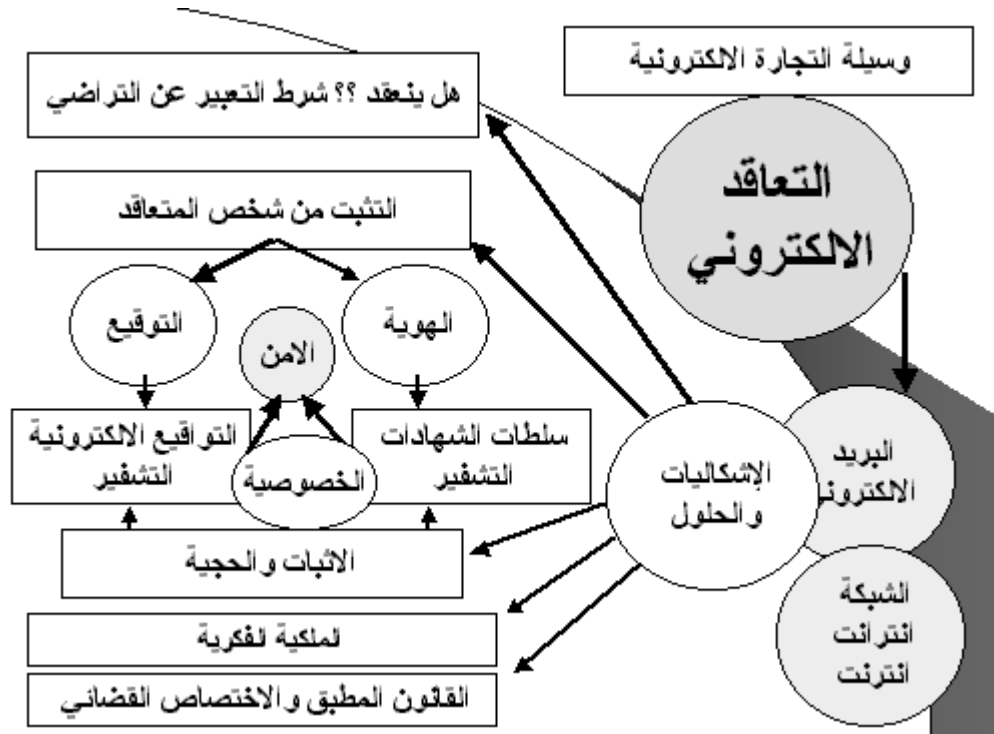 وسيلة التجارة الالكترونية
هل ينعقد ؟؟ شرط التعبير عن التراضي
التعاقد
الالكتروني
التثبت من شخص المتعاقد
الهوية
التوقيع
الامن
سلطات الشهادات
التشفير
التواقيع الالكترونية
التشفير
الخصوصية
الإشكاليات
والحلول
البريد
الالكترون
الاثبات والحجية
الشبكة
انترانت
انترنت
لملكية لفكرية
القانون المطبق والاختصاص القضائي